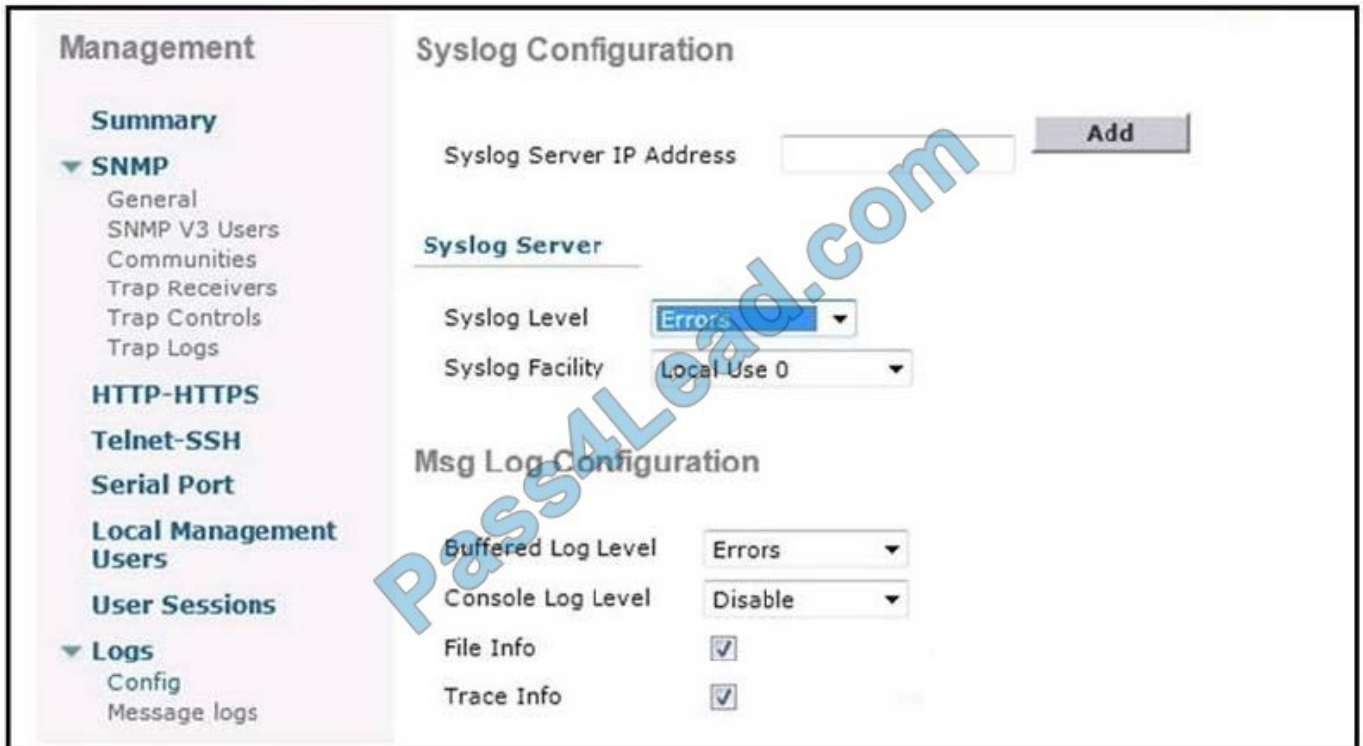 Management
Summary
SNMP
General
SNMP V3 Users
Communities
Trap Receivers
Trap Controls
Trap Logs
HTTP-HTTPS
Telnet-SSH
Serial Port
Local Management
Users
User Sessions
Logs
Config
Message logs
Syslog Configuration
Syslog Server IP Address
Add
Syslog Server
Syslog Level Errors
Syslog Facility Local Use 0
Msg Log Configuration
Buffered Log Level Errors
Console Log Level Disable
File Info
Trace Info
Pass4Lead.com